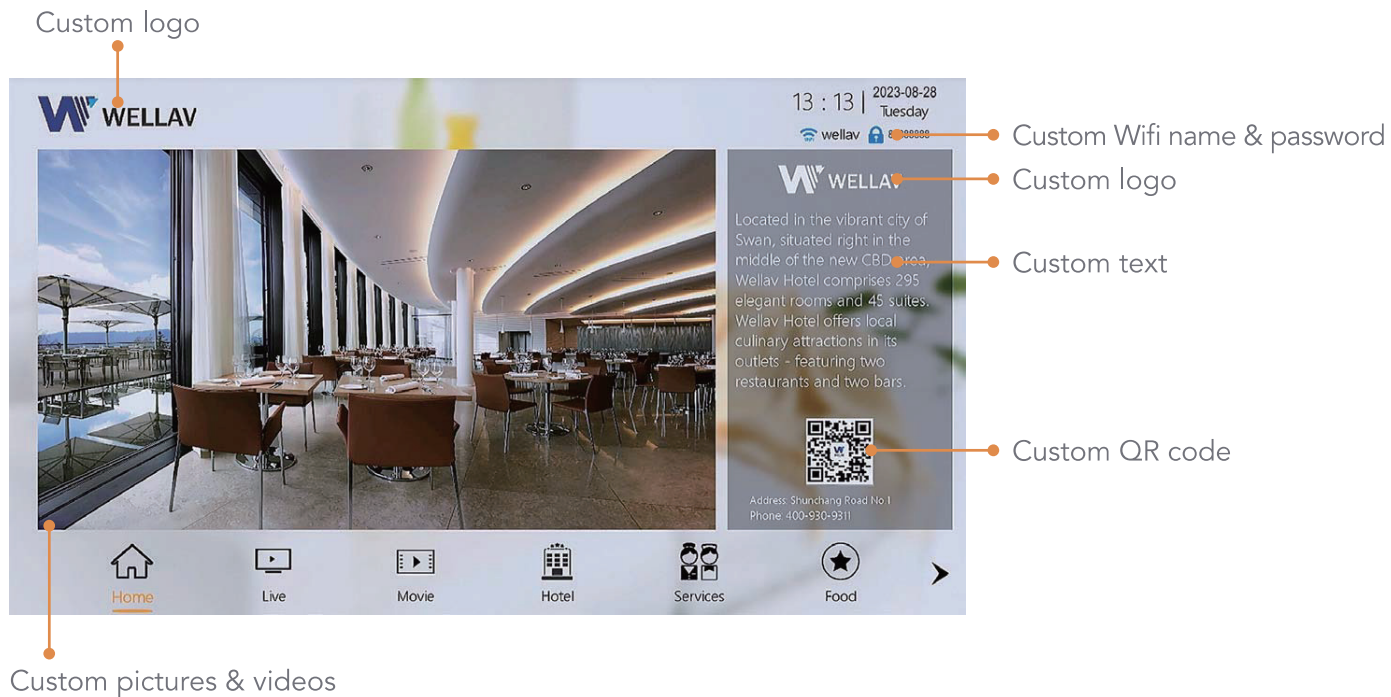 Custom logo
WELLAV
13 : 13 | 2023-08-28
Tuesday
wellav
Custom Wifi name & password
WELLAV
Custom logo
Located in the vibrant city of
Swan, situated right in the
middle of the new CBD area,
Wellav Hotel comprises 295
elegant rooms and 45 suites.
Wellav Hotel offers local
culinary attractions in its
outlets - featuring two
restaurants and two bars.
Custom text
Custom QR code
Address: Shunchang Road No.1
Phone: 400-930-9311
Home
Live
Movie
Hotel
Services
Food
Custom pictures & videos